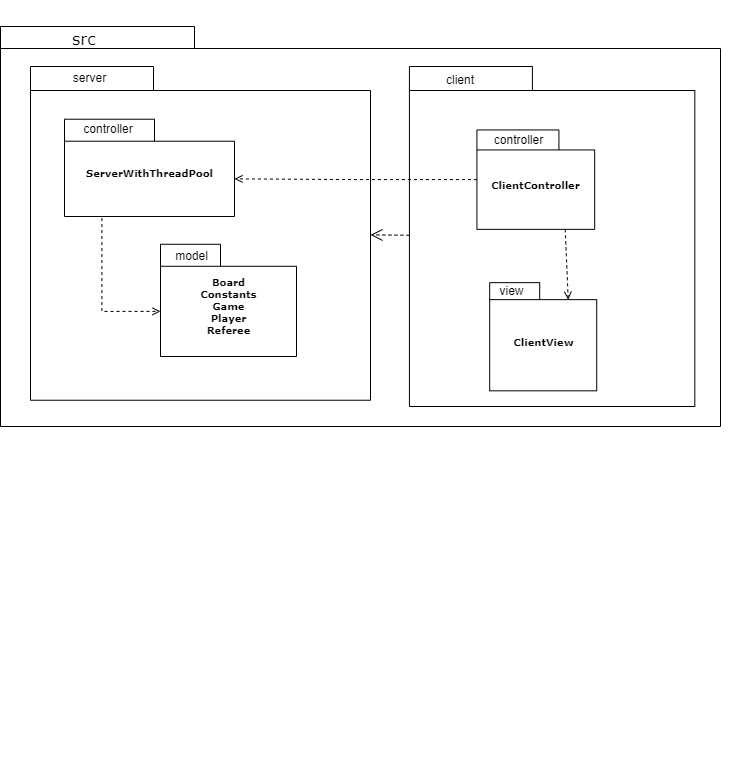 src
server
controller
ServerWithThreadPool
model
Board
Constants
Game
Player
Referee
client
controller
ClientController
view
ClientView